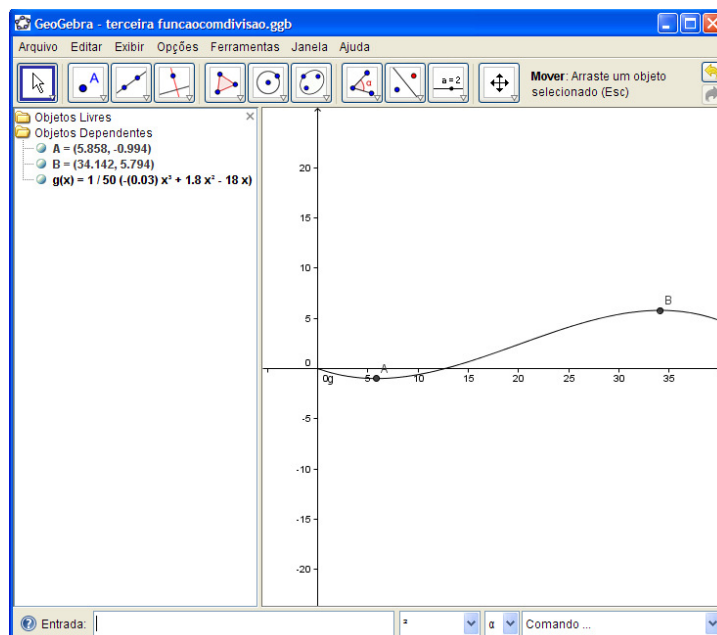 GeoGebra - terceira funcaocomdivisao.ggb
Arquivo Editar Exibir Opções Ferramentas Janela Ajuda
A
α
a = 2
Mover: Arraste um objeto
selecionado (Esc)
Objetos Livres
Objetos Dependentes
A = (5.858, -0.994)
B = (34.142, 5.794)
g(x) = 1 / 50 (-(0.03) x³ + 1.8 x² - 18 x)
20
15
10
5
0
-5
-10
-15
-20
0g 5 10 15 20 25 30 35
A
B
Entrada:
²
α
Comando ...